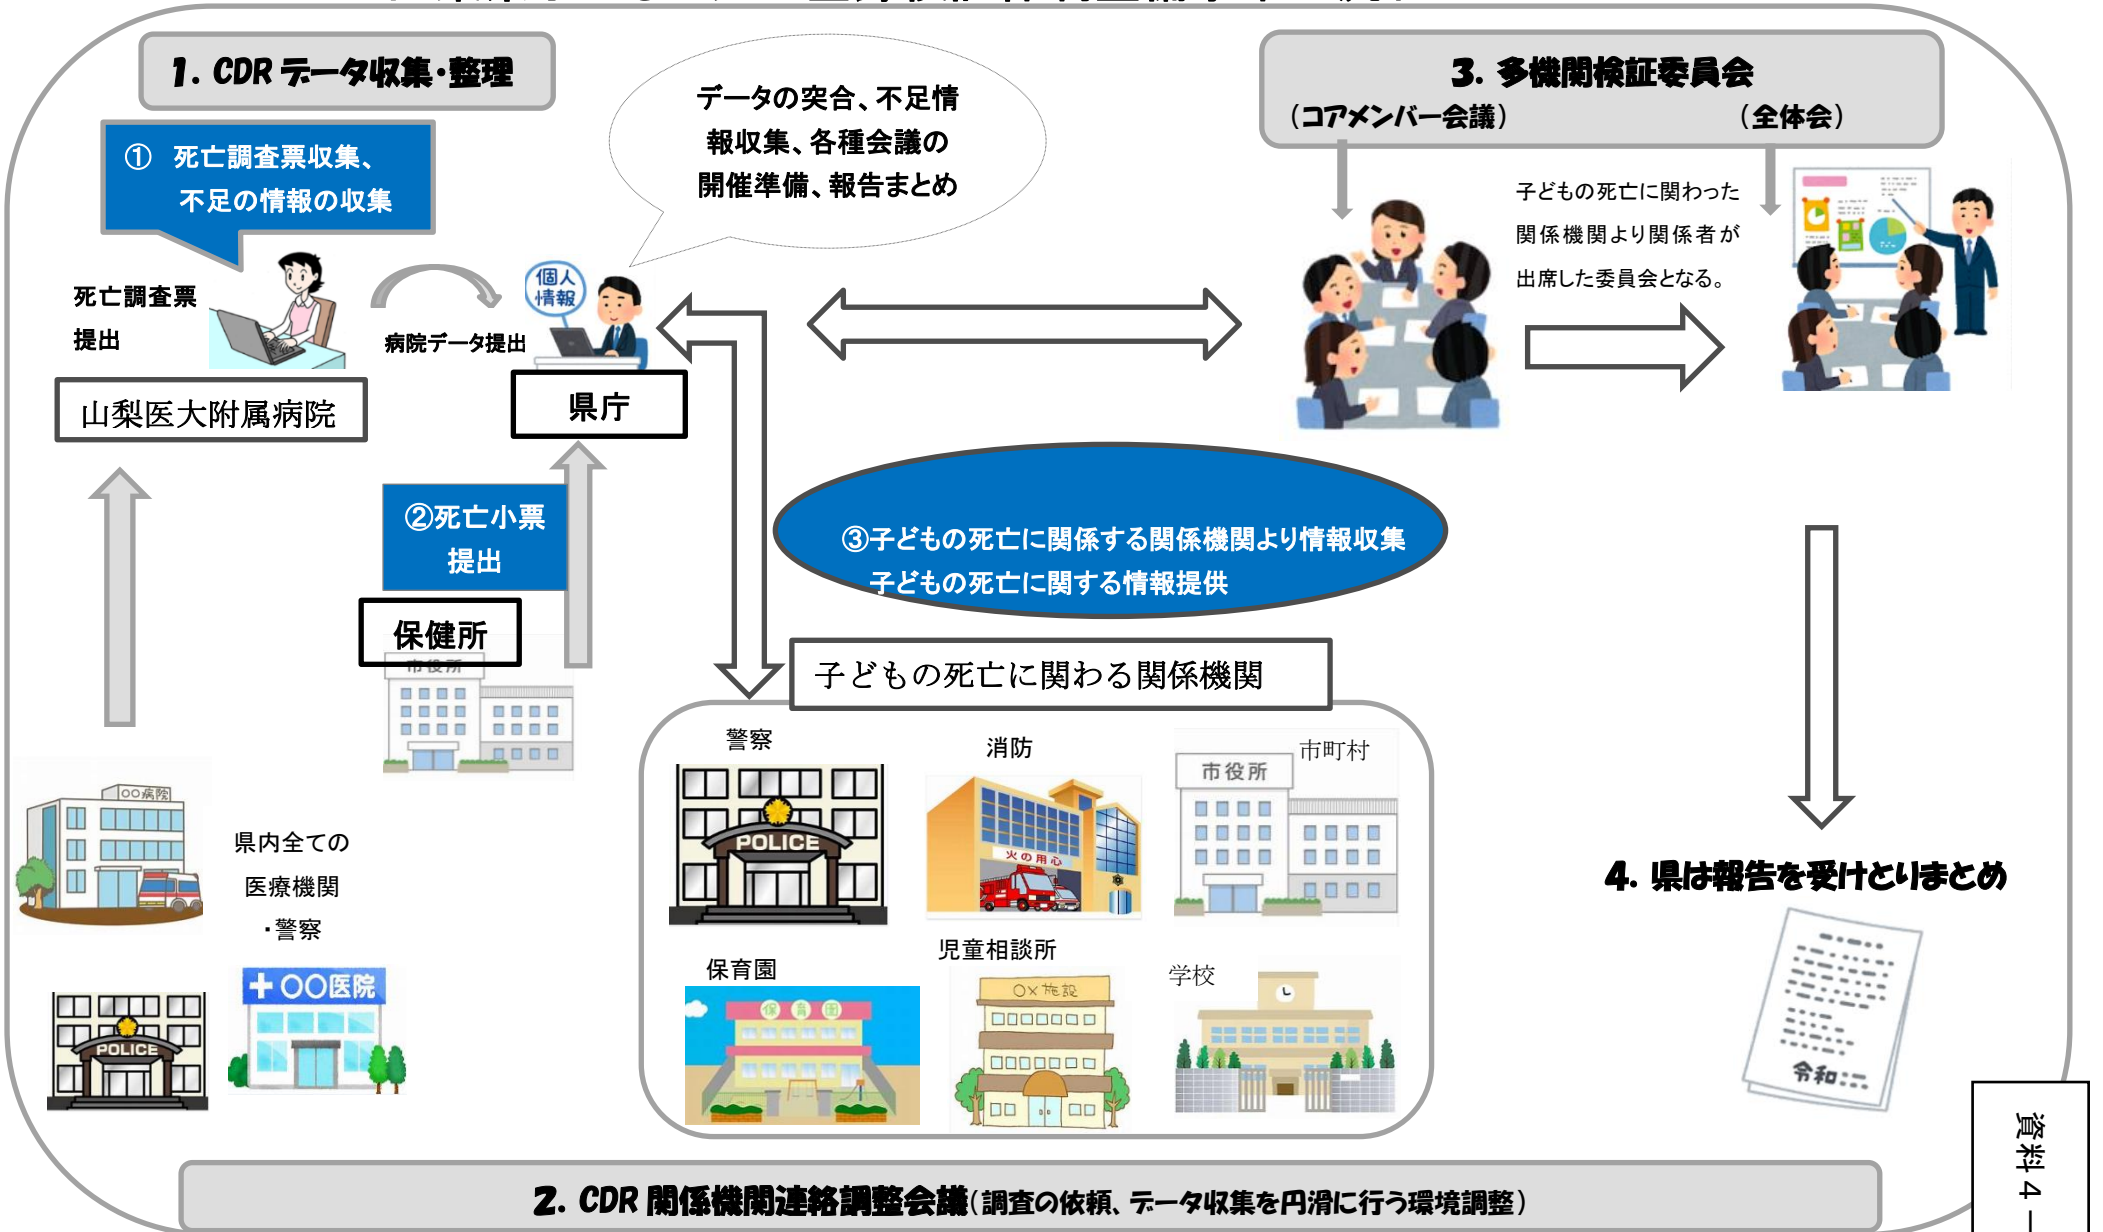 1. CDR データ収集・整理
① 死亡調査票収集、
不足の情報の収集
データの突合、不足情
報収集、各種会議の
開催準備、報告まとめ
3. 多機関検証委員会
（コアメンバー会議）
（全体会）
子どもの死亡に関わった
関係機関より関係者が
出席した委員会となる。
死亡調査票
提出
病院データ提出
個人
情報
山梨医大附属病院
県庁
②死亡小票
提出
保健所
市役所
③子どもの死亡に関係する関係機関より情報収集
子どもの死亡に関する情報提供
子どもの死亡に関わる関係機関
警察
POLICE
消防
火の用心
市町村
市役所
保育園
保育園
児童相談所
○×施設
学校
○○病院
県内全ての
医療機関
・警察
POLICE
○○医院
4. 県は報告を受けとりまとめ
令和
2. CDR 関係機関連絡調整会議（調査の依頼、データ収集を円滑に行う環境調整）
資料4－